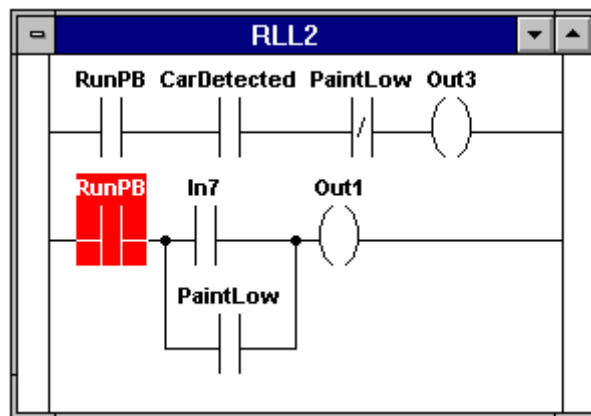 RLL2
RunPB CarDetected PaintLow Out3
/
RunPB In7 Out1
PaintLow